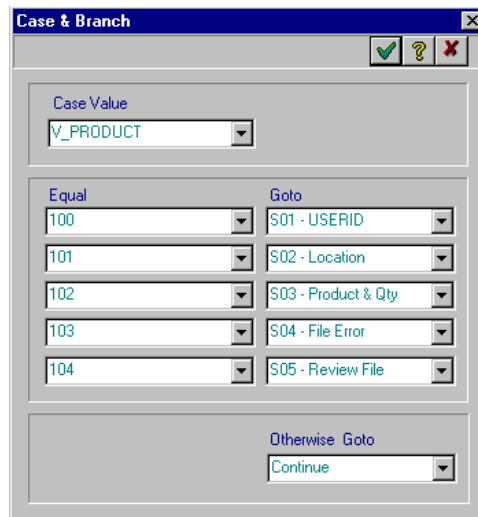 Case & Branch
Case Value
V_PRODUCT
Equal Goto
100 S01 - USERID
101 S02 - Location
102 S03 - Product & Qty
103 S04 - File Error
104 S05 - Review File
Otherwise Goto
Continue